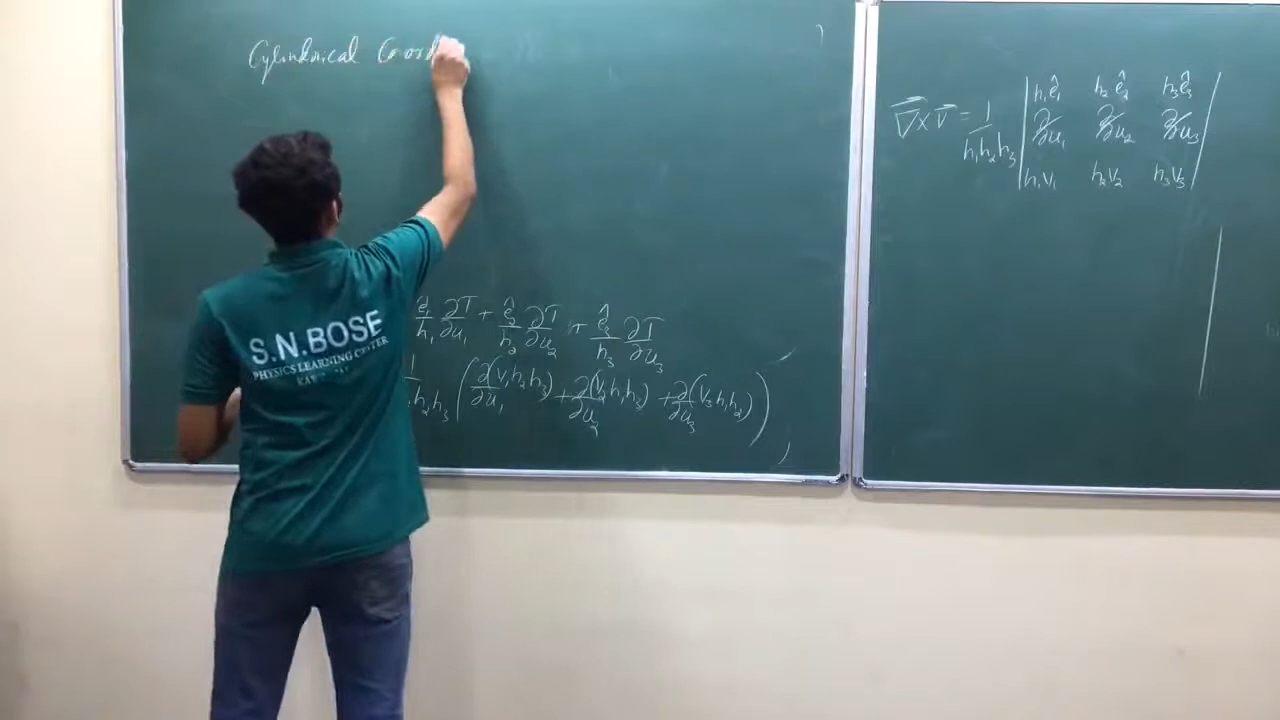 Cylindrical Coord
ê₁/h₁ ∂T/∂u₁ + ê₂/h₂ ∂T/∂u₂ + ê₃/h₃ ∂T/∂u₃
1/h₂h₃ (∂(V₁h₂h₃)/∂u₁ + ∂(V₂h₁h₃)/∂u₂ + ∂(V₃h₁h₂)/∂u₃)
S.N.BOSE
PHYSICS LEARNING CENTER
h₁ê₁ h₂ê₂ h₃ê₃
∇⃗×V⃗ = 1/h₁h₂h₃ ∂/∂u₁ ∂/∂u₂ ∂/∂u₃
h₁V₁ h₂V₂ h₃V₃